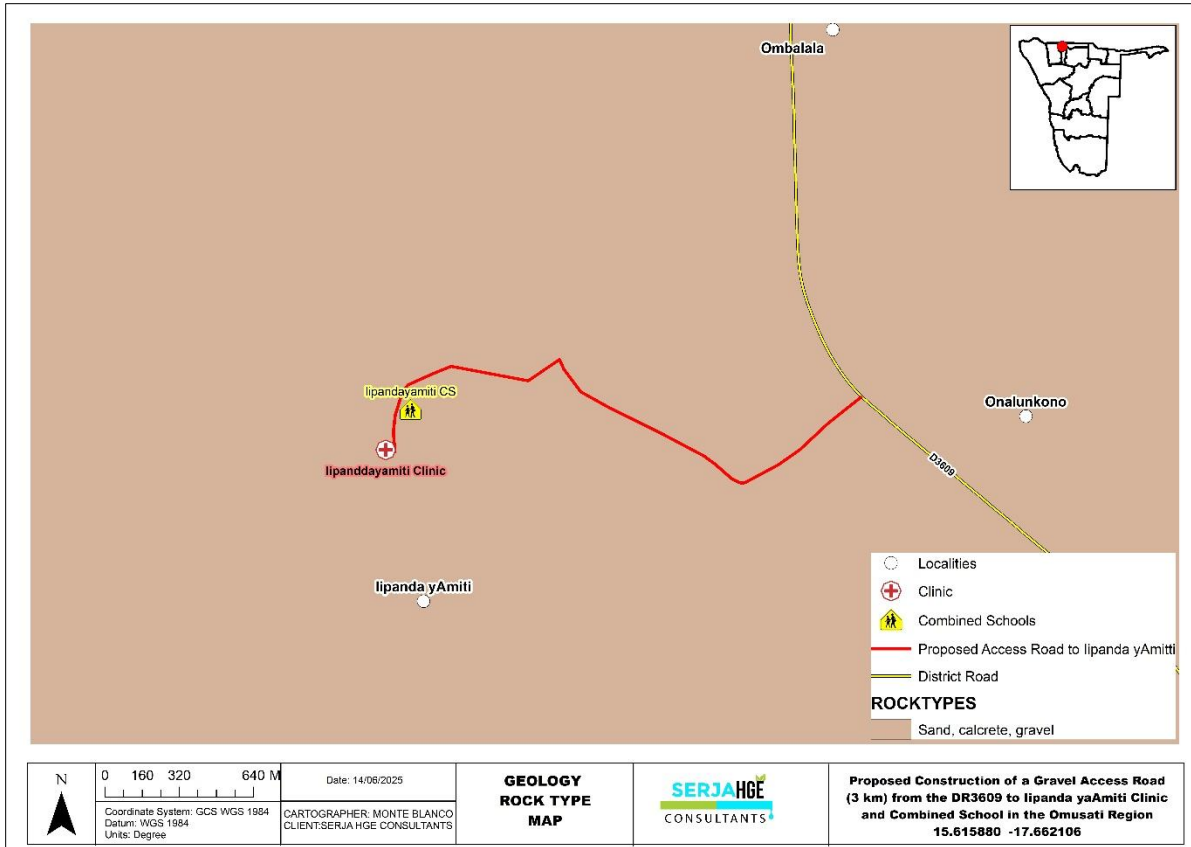 Ombalala
Iipandayamiti CS
Iipanddayamiti Clinic
Onalunkono
D3609
Iipanda yAmiti
Localities
Clinic
Combined Schools
Proposed Access Road to Iipanda yAmitti
District Road
ROCKTYPES
Sand, calcrete, gravel
N
0 160 320 640 M
Coordinate System: GCS WGS 1984
Datum: WGS 1984
Units: Degree
Date: 14/06/2025
CARTOGRAPHER: MONTE BLANCO
CLIENT:SERJA HGE CONSULTANTS
GEOLOGY
ROCK TYPE
MAP
SERJAHGE
CONSULTANTS
Proposed Construction of a Gravel Access Road
(3 km) from the DR3609 to Iipanda yaAmiti Clinic
and Combined School in the Omusati Region
15.615880 -17.662106